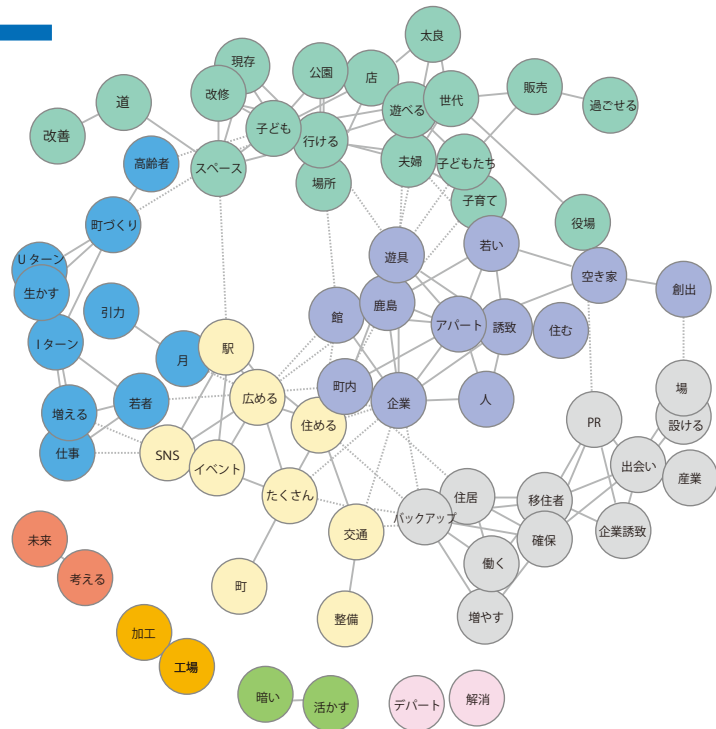 太良
現存
公園
店
改修
遊べる
世代
販売
過ごせる
道
改善
子ども
行ける
高齢者
スペース
場所
夫婦
子どもたち
子育て
町づくり
役場
若い
遊具
Uターン
生かす
空き家
創出
引力
鹿島
館
アパート
誘致
住む
Iターン
駅
月
町内
企業
人
場
設ける
若者
増える
広める
住める
PR
仕事
SNS
イベント
出会い
産業
たくさん
住居
移住者
バックアップ
交通
確保
企業誘致
未来
考える
働く
町
整備
増やす
加工
工場
暗い
活かす
デパート
解消